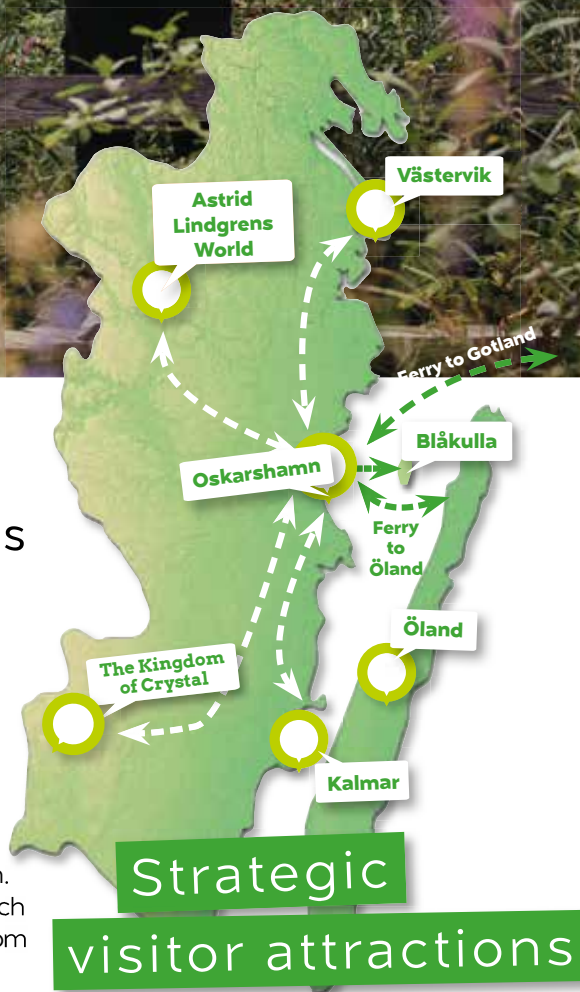 Västervik
Astrid
Lindgrens
World
Ferry to Gotland
Blåkulla
Oskarshamn
Ferry
to
Öland
s
Öland
The Kingdom
of Crystal
Kalmar
Strategic
visitor attractions